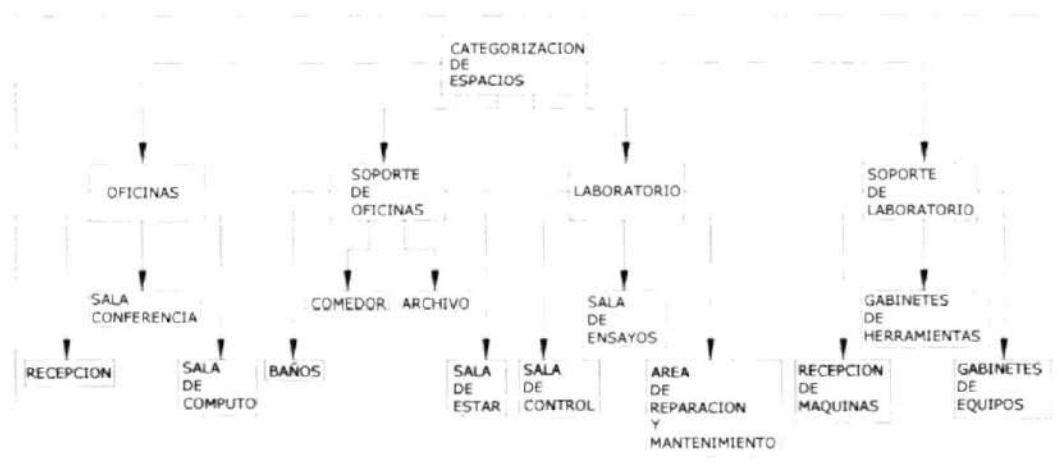 CATEGORIZACION
DE
ESPACIOS
OFICINAS
SOPORTE
DE
OFICINAS
LABORATORIO
SOPORTE
DE
LABORATORIO
SALA
CONFERENCIA
COMEDOR
ARCHIVO
SALA
DE
ENSAYOS
GABINETES
DE
HERRAMIENTAS
RECEPCION
SALA
DE
COMPUTO
BAÑOS
SALA
DE
ESTAR
SALA
DE
CONTROL
AREA
DE
REPARACION
Y
MANTENIMIENTO
RECEPCION
DE
MAQUINAS
GABINETES
DE
EQUIPOS